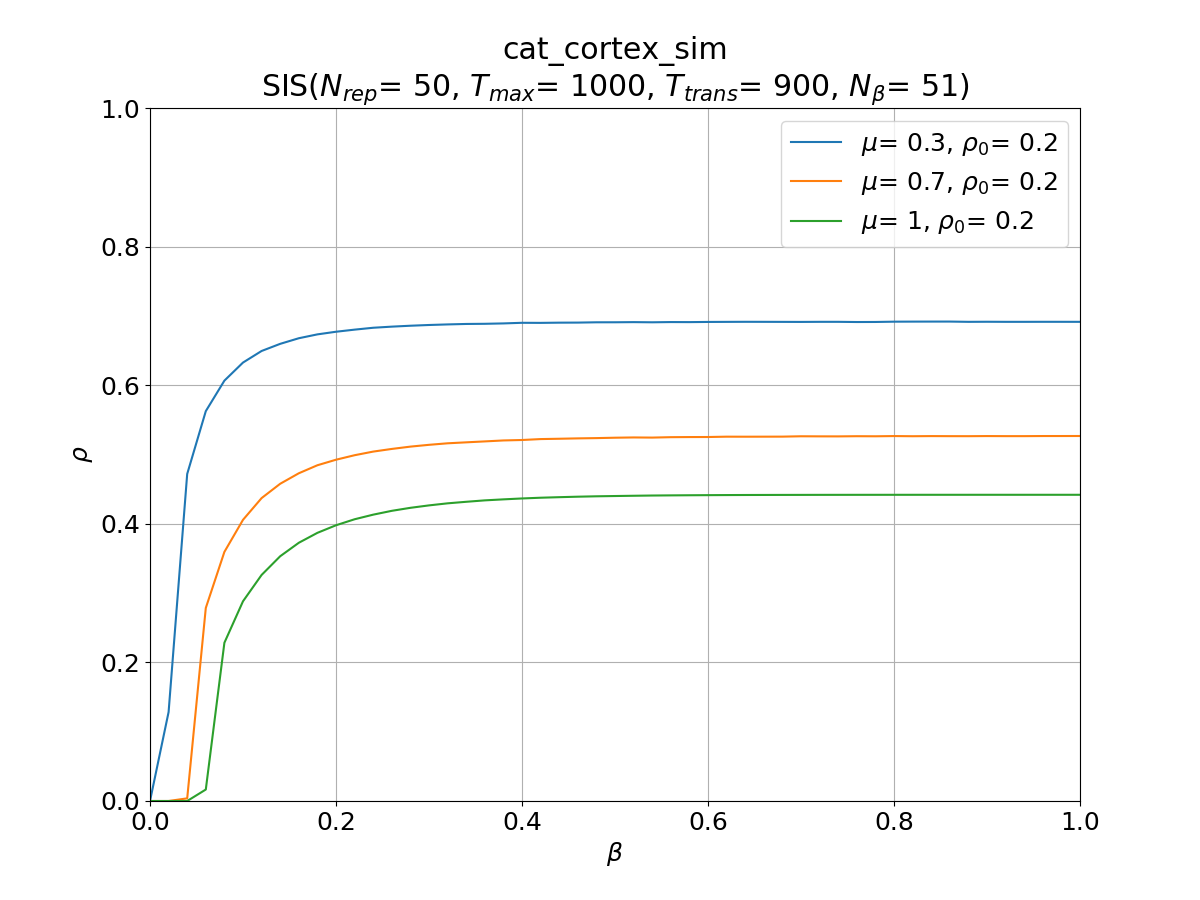 cat_cortex_sim
SIS(N_rep= 50, T_max= 1000, T_trans= 900, N_β= 51)
1.0
0.8
0.6
0.4
0.2
0.0
ρ
μ= 0.3, ρ₀= 0.2
μ= 0.7, ρ₀= 0.2
μ= 1, ρ₀= 0.2
0.0 0.2 0.4 0.6 0.8 1.0
β